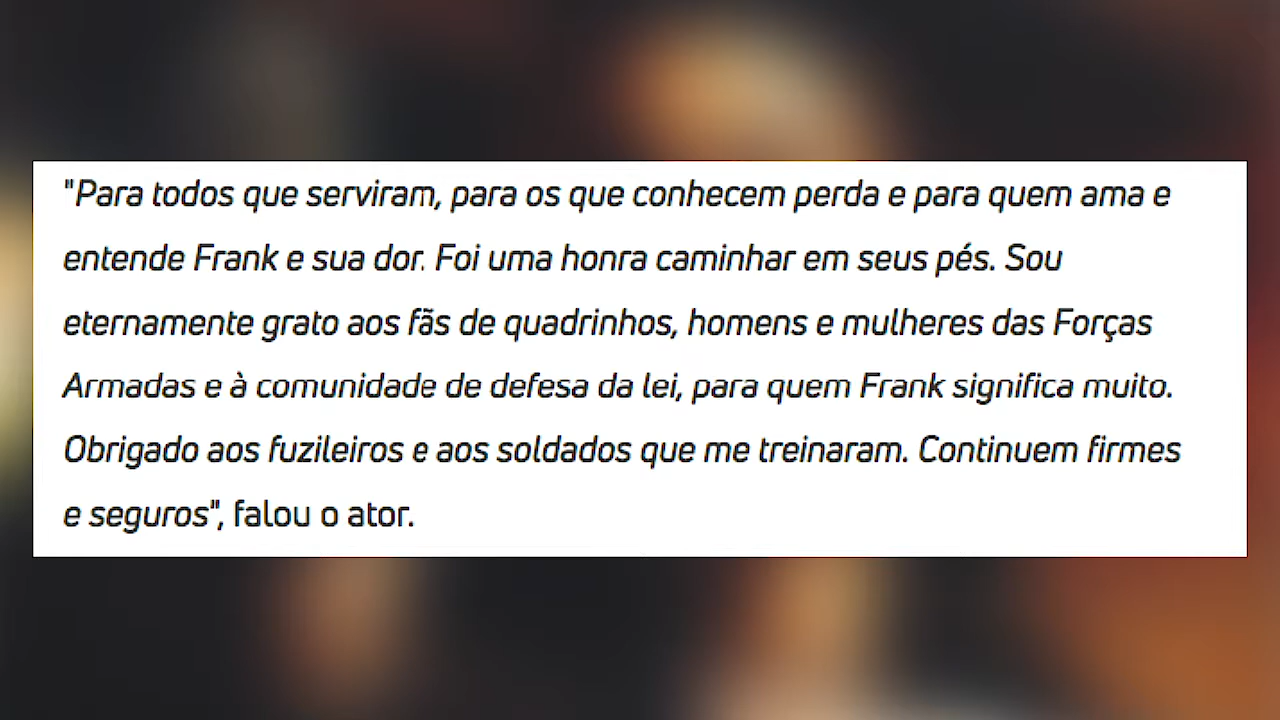 "Para todos que serviram, para os que conhecem perda e para quem ama e
entende Frank e sua dor. Foi uma honra caminhar em seus pés. Sou
eternamente grato aos fãs de quadrinhos, homens e mulheres das Forças
Armadas e à comunidade de defesa da lei, para quem Frank significa muito.
Obrigado aos fuzileiros e aos soldados que me treinaram. Continuem firmes
e seguros", falou o ator.